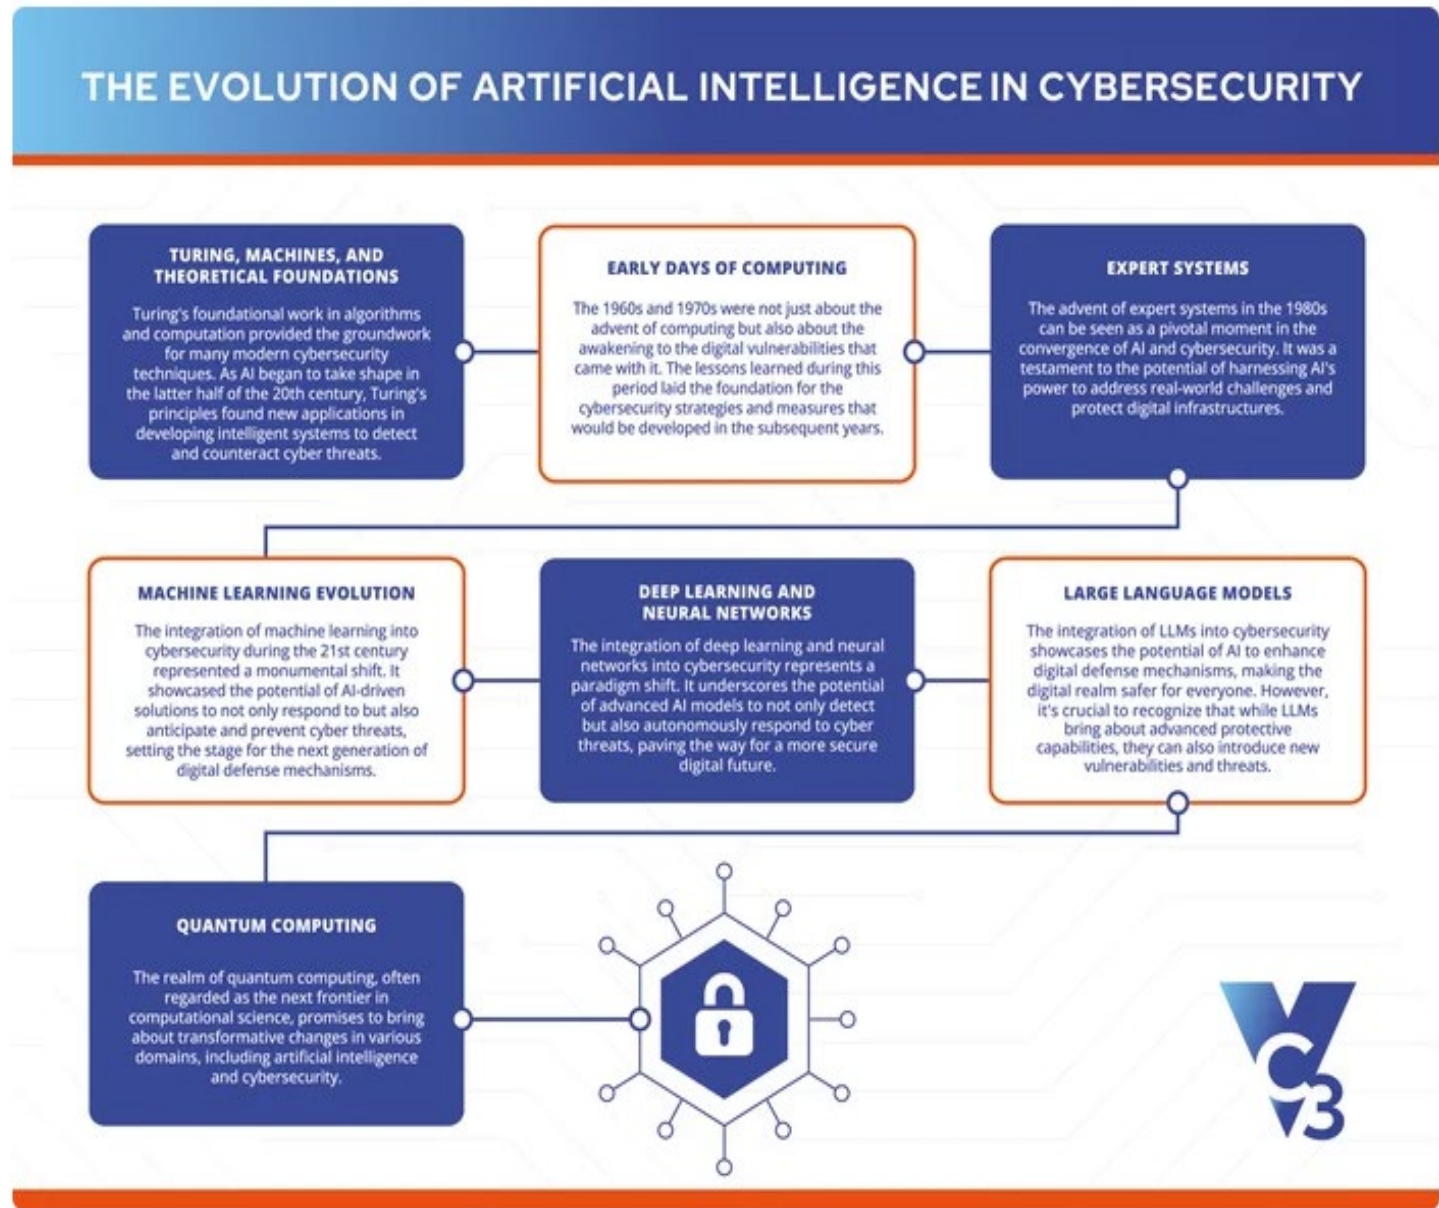 THE EVOLUTION OF ARTIFICIAL INTELLIGENCE IN CYBERSECURITY
TURING, MACHINES, AND
THEORETICAL FOUNDATIONS
Turing's foundational work in algorithms
and computation provided the groundwork
for many modern cybersecurity
techniques. As AI began to take shape in
the latter half of the 20th century, Turing's
principles found new applications in
developing intelligent systems to detect
and counteract cyber threats.
EARLY DAYS OF COMPUTING
The 1960s and 1970s were not just about the
advent of computing but also about the
awakening to the digital vulnerabilities that
came with it. The lessons learned during this
period laid the foundation for the
cybersecurity strategies and measures that
would be developed in the subsequent years.
EXPERT SYSTEMS
The advent of expert systems in the 1980s
can be seen as a pivotal moment in the
convergence of AI and cybersecurity. It was a
testament to the potential of harnessing AI's
power to address real-world challenges and
protect digital infrastructures.
MACHINE LEARNING EVOLUTION
The integration of machine learning into
cybersecurity during the 21st century
represented a monumental shift. It
showcased the potential of AI-driven
solutions to not only respond to but also
anticipate and prevent cyber threats,
setting the stage for the next generation of
digital defense mechanisms.
DEEP LEARNING AND
NEURAL NETWORKS
The integration of deep learning and neural
networks into cybersecurity represents a
paradigm shift. It underscores the potential
of advanced AI models to not only detect
but also autonomously respond to cyber
threats, paving the way for a more secure
digital future.
LARGE LANGUAGE MODELS
The integration of LLMs into cybersecurity
showcases the potential of AI to enhance
digital defense mechanisms, making the
digital realm safer for everyone. However,
it's crucial to recognize that while LLMs
bring about advanced protective
capabilities, they can also introduce new
vulnerabilities and threats.
QUANTUM COMPUTING
The realm of quantum computing, often
regarded as the next frontier in
computational science, promises to bring
about transformative changes in various
domains, including artificial intelligence
and cybersecurity.
VC3